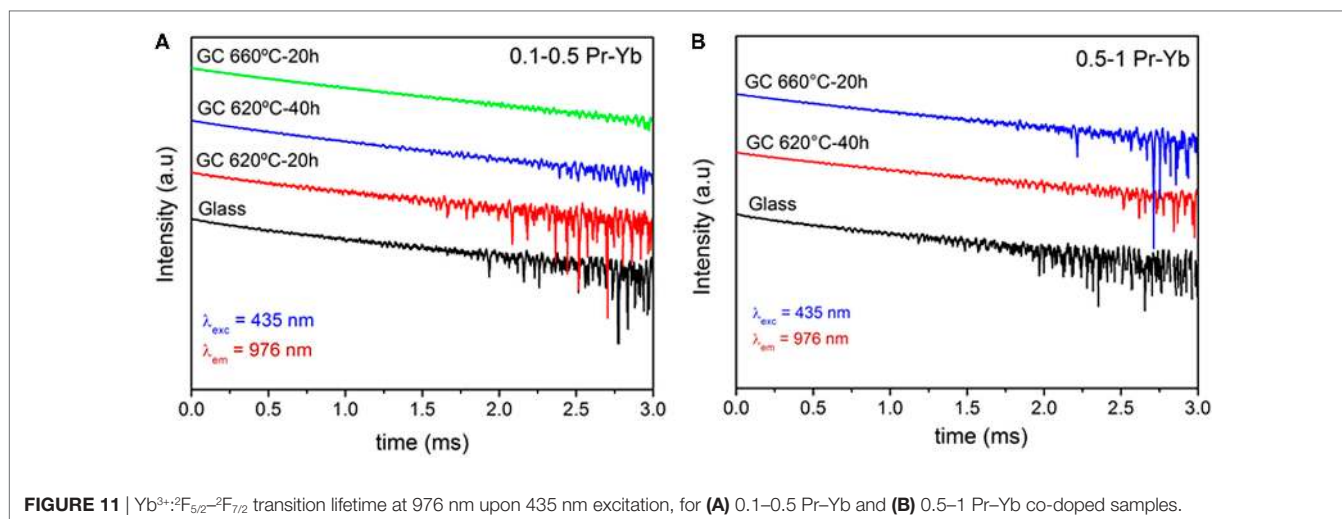 A
0.1-0.5 Pr-Yb
GC 660ºC-20h
GC 620ºC-40h
GC 620ºC-20h
Glass
λexc = 435 nm
λem = 976 nm
Intensity (a.u)
0.0 0.5 1.0 1.5 2.0 2.5 3.0
time (ms)
B
0.5-1 Pr-Yb
GC 660°C-20h
GC 620°C-40h
Glass
λexc = 435 nm
λem = 976 nm
Intensity (a.u)
0.0 0.5 1.0 1.5 2.0 2.5 3.0
time (ms)
FIGURE 11 | Yb³⁺:²F5/2–²F7/2 transition lifetime at 976 nm upon 435 nm excitation, for (A) 0.1–0.5 Pr–Yb and (B) 0.5–1 Pr–Yb co-doped samples.